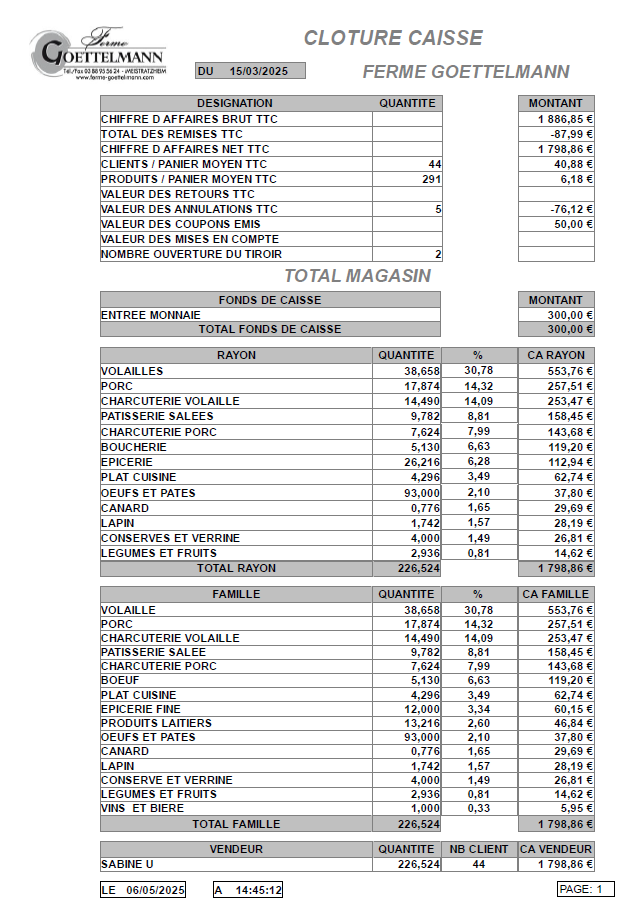 Ferme
GOETTELMANN
Tel./Fax 03 88 95 56 24 - MEISTRATZHEIM
www.ferme-goettelmann.com
CLOTURE CAISSE
DU 15/03/2025
FERME GOETTELMANN
DESIGNATION QUANTITE MONTANT
CHIFFRE D AFFAIRES BRUT TTC 1 886,85 €
TOTAL DES REMISES TTC -87,99 €
CHIFFRE D AFFAIRES NET TTC 1 798,86 €
CLIENTS / PANIER MOYEN TTC 44 40,88 €
PRODUITS / PANIER MOYEN TTC 291 6,18 €
VALEUR DES RETOURS TTC
VALEUR DES ANNULATIONS TTC 5 -76,12 €
VALEUR DES COUPONS EMIS 50,00 €
VALEUR DES MISES EN COMPTE
NOMBRE OUVERTURE DU TIROIR 2
TOTAL MAGASIN
FONDS DE CAISSE MONTANT
ENTREE MONNAIE 300,00 €
TOTAL FONDS DE CAISSE 300,00 €
RAYON QUANTITE % CA RAYON
VOLAILLES 38,658 30,78 553,76 €
PORC 17,874 14,32 257,51 €
CHARCUTERIE VOLAILLE 14,490 14,09 253,47 €
PATISSERIE SALEES 9,782 8,81 158,45 €
CHARCUTERIE PORC 7,624 7,99 143,68 €
BOUCHERIE 5,130 6,63 119,20 €
EPICERIE 26,216 6,28 112,94 €
PLAT CUISINE 4,296 3,49 62,74 €
OEUFS ET PATES 93,000 2,10 37,80 €
CANARD 0,776 1,65 29,69 €
LAPIN 1,742 1,57 28,19 €
CONSERVES ET VERRINE 4,000 1,49 26,81 €
LEGUMES ET FRUITS 2,936 0,81 14,62 €
TOTAL RAYON 226,524 1 798,86 €
FAMILLE QUANTITE % CA FAMILLE
VOLAILLE 38,658 30,78 553,76 €
PORC 17,874 14,32 257,51 €
CHARCUTERIE VOLAILLE 14,490 14,09 253,47 €
PATISSERIE SALEE 9,782 8,81 158,45 €
CHARCUTERIE PORC 7,624 7,99 143,68 €
BOEUF 5,130 6,63 119,20 €
PLAT CUISINE 4,296 3,49 62,74 €
EPICERIE FINE 12,000 3,34 60,15 €
PRODUITS LAITIERS 13,216 2,60 46,84 €
OEUFS ET PATES 93,000 2,10 37,80 €
CANARD 0,776 1,65 29,69 €
LAPIN 1,742 1,57 28,19 €
CONSERVE ET VERRINE 4,000 1,49 26,81 €
LEGUMES ET FRUITS 2,936 0,81 14,62 €
VINS ET BIERE 1,000 0,33 5,95 €
TOTAL FAMILLE 226,524 1 798,86 €
VENDEUR QUANTITE NB CLIENT CA VENDEUR
SABINE U 226,524 44 1 798,86 €
LE 06/05/2025 A 14:45:12 PAGE: 1